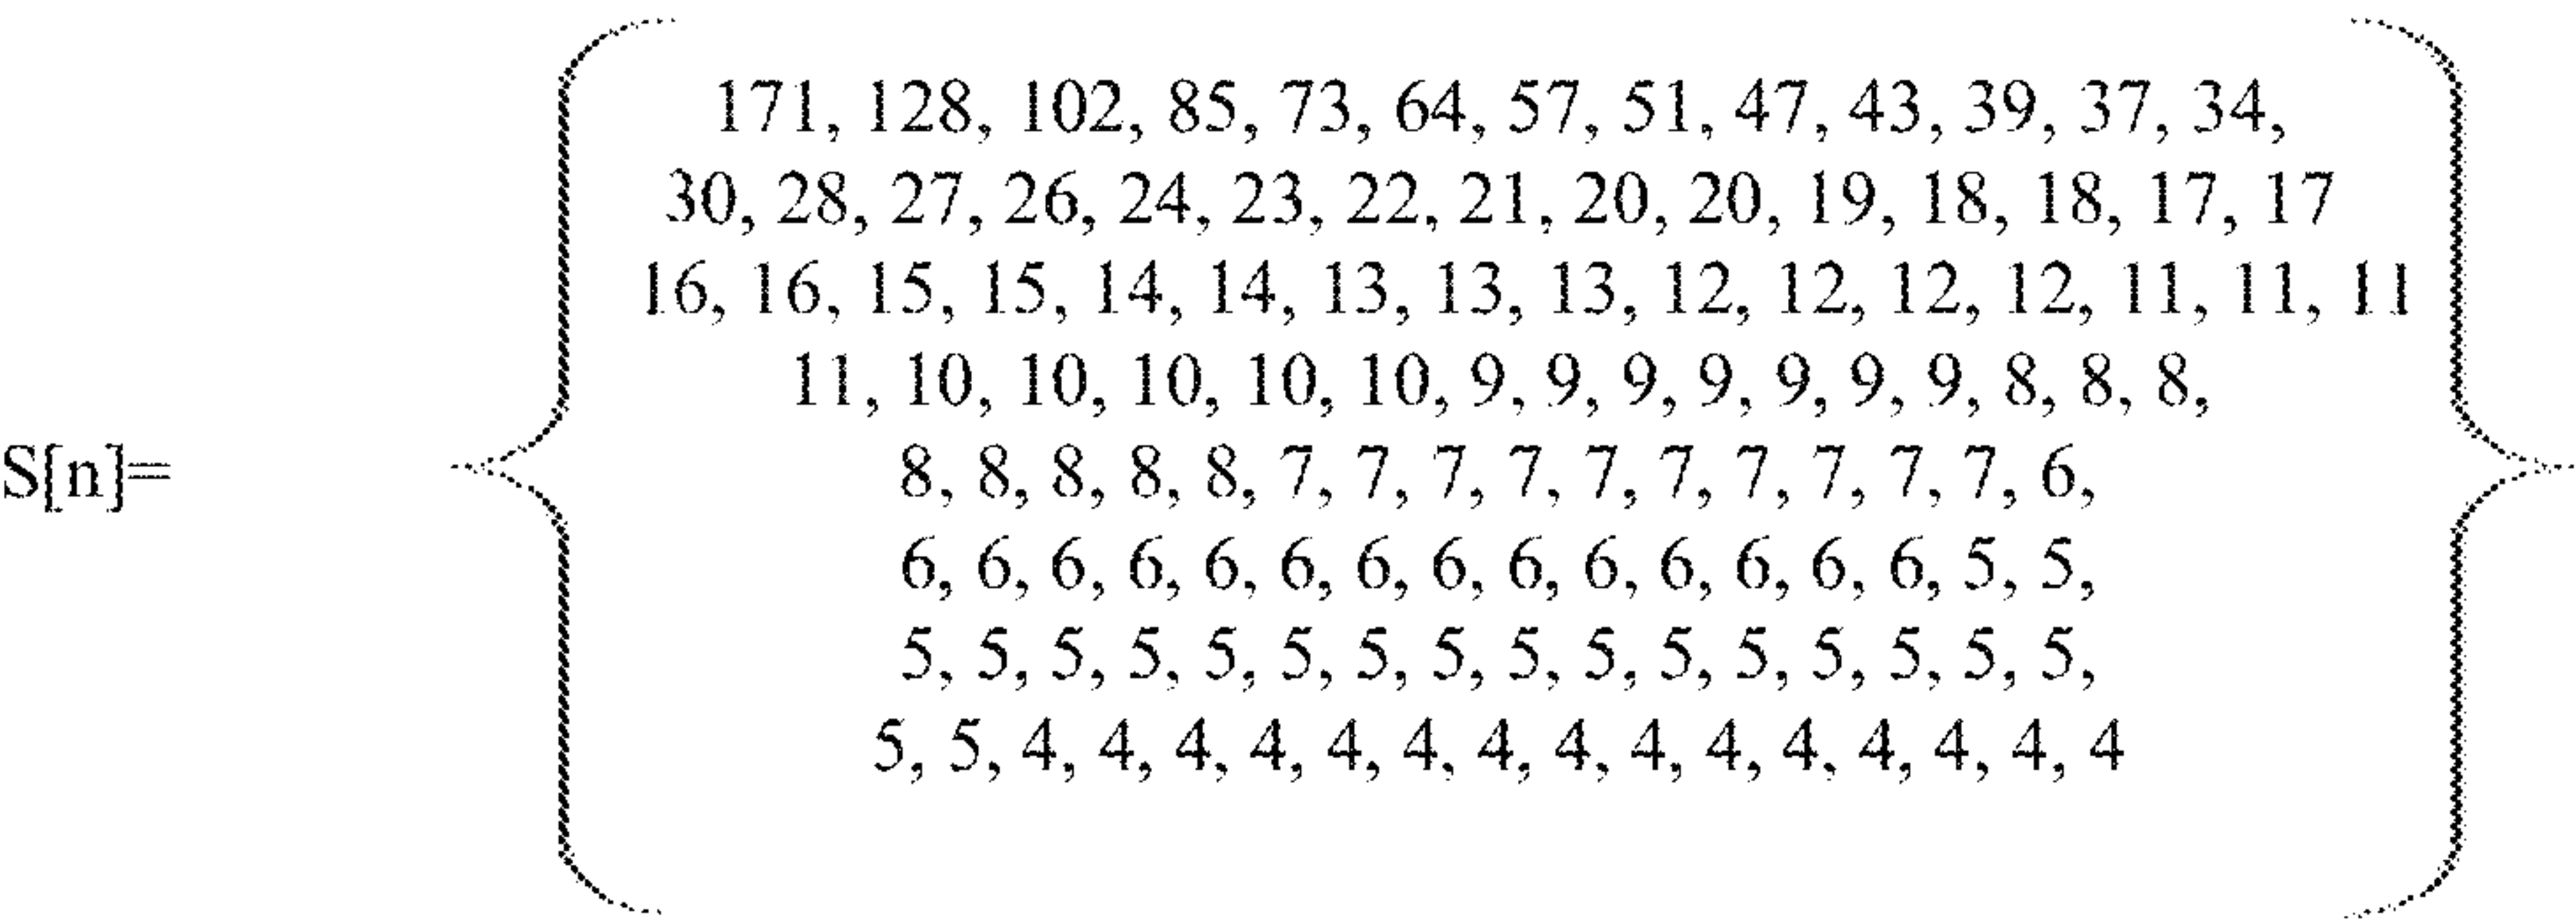 171, 128, 102, 85, 73, 64, 57, 51, 47, 43, 39, 37, 34,
30, 28, 27, 26, 24, 23, 22, 21, 20, 20, 19, 18, 18, 17, 17
16, 16, 15, 15, 14, 14, 13, 13, 13, 12, 12, 12, 12, 11, 11, 11
11, 10, 10, 10, 10, 10, 9, 9, 9, 9, 9, 9, 9, 8, 8, 8,
S[n]= 8, 8, 8, 8, 8, 7, 7, 7, 7, 7, 7, 7, 7, 7, 7, 6,
6, 6, 6, 6, 6, 6, 6, 6, 6, 6, 6, 6, 6, 6, 5, 5,
5, 5, 5, 5, 5, 5, 5, 5, 5, 5, 5, 5, 5, 5, 5, 5,
5, 5, 4, 4, 4, 4, 4, 4, 4, 4, 4, 4, 4, 4, 4, 4, 4